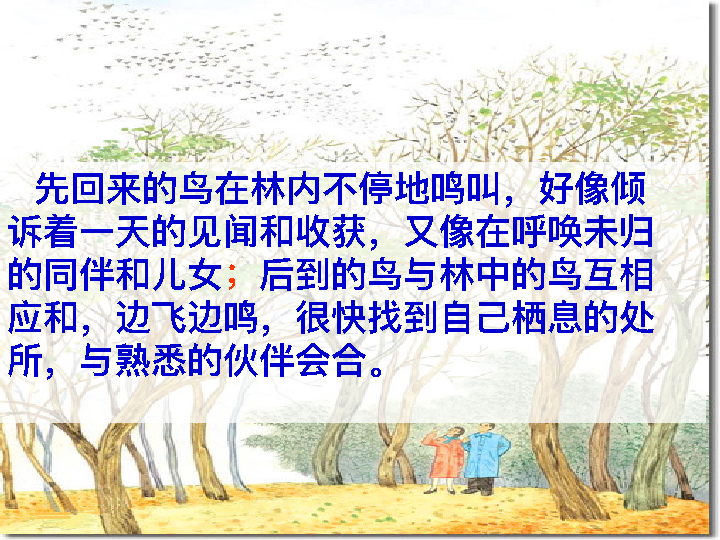 先回来的鸟在林内不停地鸣叫，好像倾
诉着一天的见闻和收获，又像在呼唤未归
的同伴和儿女；后到的鸟与林中的鸟互相
应和，边飞边鸣，很快找到自己栖息的处
所，与熟悉的伙伴会合。